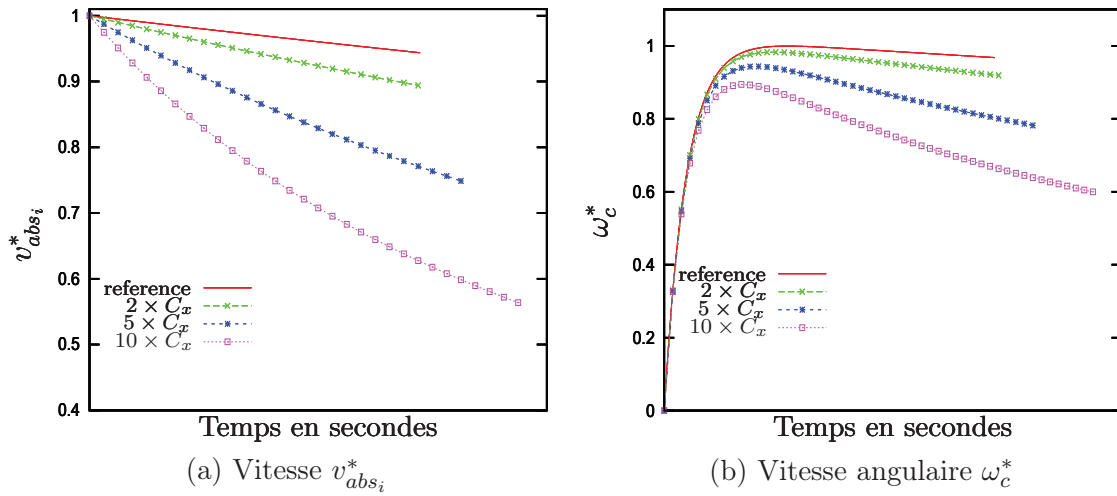 1
0.9
0.8
0.7
0.6
0.5
0.4
v*_{abs_i}
reference
2 × C_x
5 × C_x
10 × C_x
Temps en secondes
(a) Vitesse v*_{abs_i}
1
0.8
0.6
0.4
0.2
0
ω*_c
reference
2 × C_x
5 × C_x
10 × C_x
Temps en secondes
(b) Vitesse angulaire ω*_c